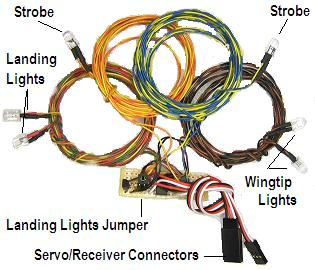 Strobe
Strobe
Landing
Lights
Wingtip
Lights
Landing Lights Jumper
Servo/Receiver Connectors